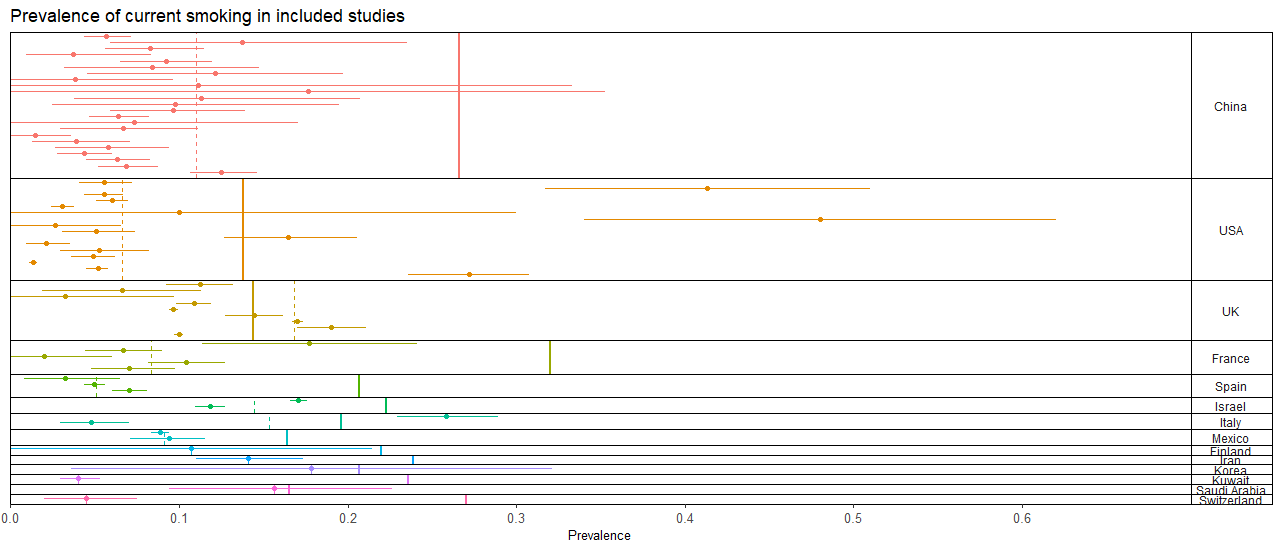 Prevalence of current smoking in included studies
China
USA
UK
France
Spain
Israel
Italy
Mexico
Finland
Iran
Korea
Kuwait
Saudi Arabia
Switzerland
0.0 0.1 0.2 0.3 0.4 0.5 0.6
Prevalence